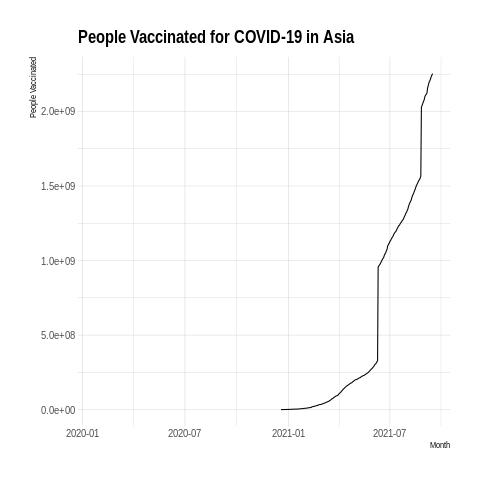 People Vaccinated for COVID-19 in Asia
People Vaccinated
2.0e+09
1.5e+09
1.0e+09
5.0e+08
0.0e+00
2020-01 2020-07 2021-01 2021-07
Month